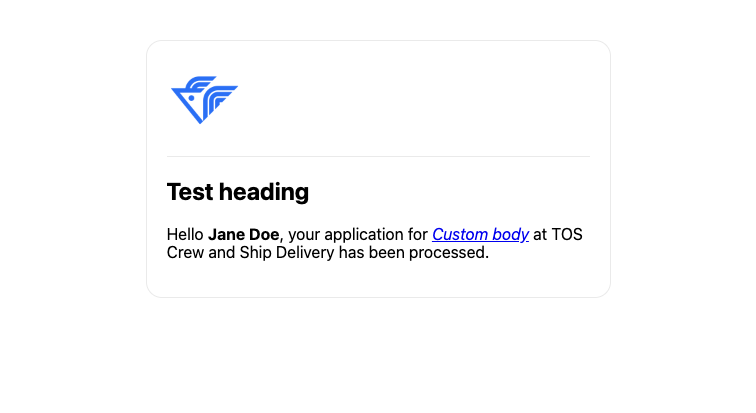 Test heading
Hello Jane Doe, your application for Custom body at TOS
Crew and Ship Delivery has been processed.